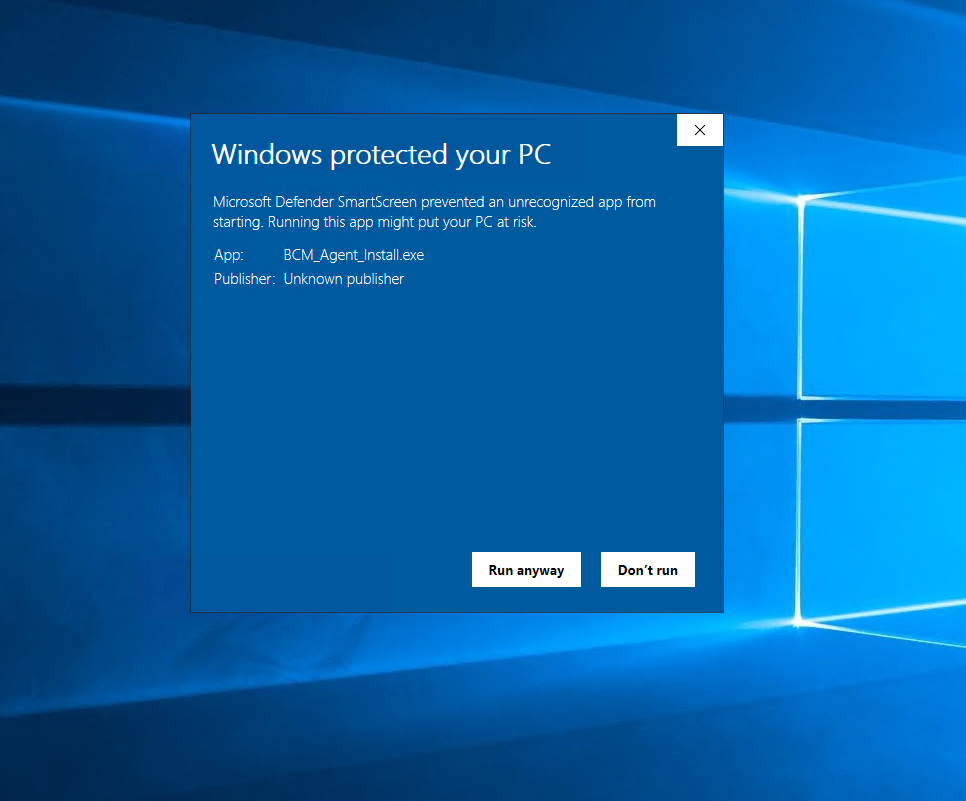 Windows protected your PC
Microsoft Defender SmartScreen prevented an unrecognized app from
starting. Running this app might put your PC at risk.
App: BCM_Agent_Install.exe
Publisher: Unknown publisher
Run anyway Don’t run